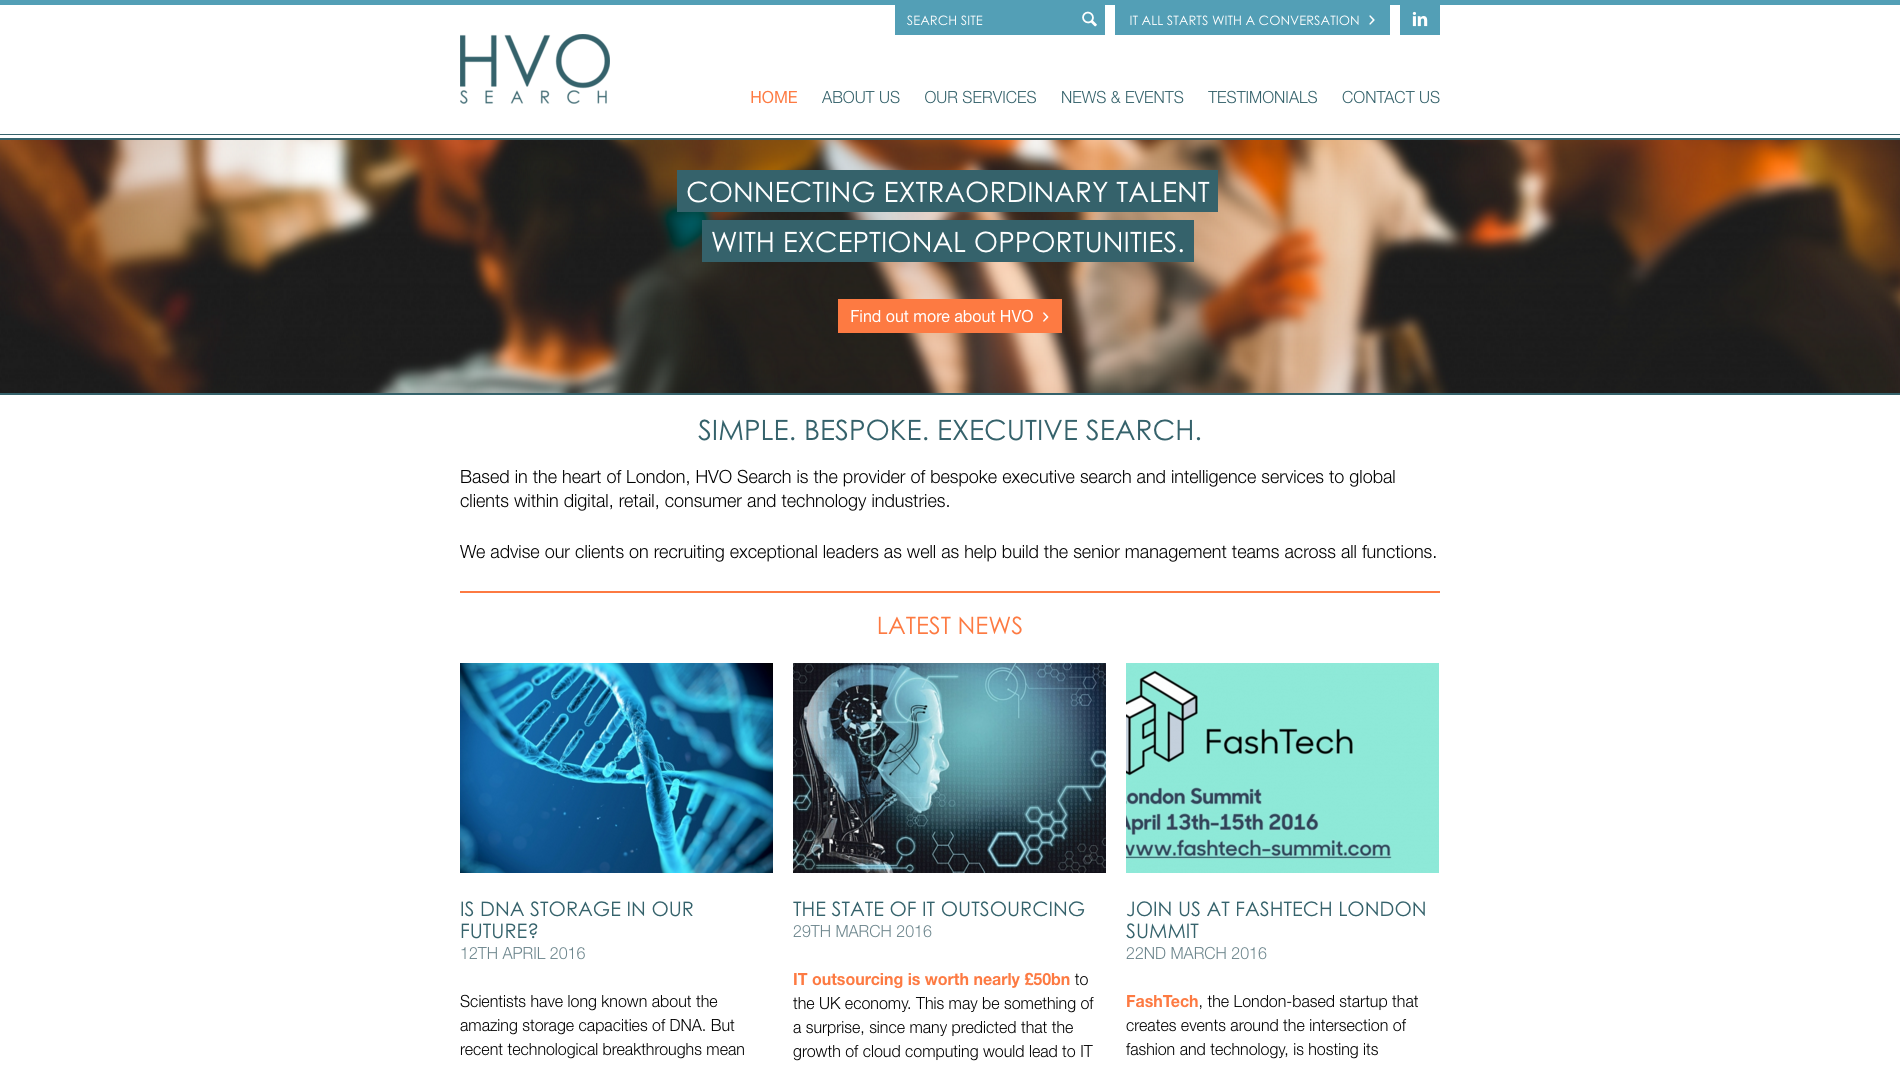 SEARCH SITE
IT ALL STARTS WITH A CONVERSATION
in
HVO
SEARCH
HOME ABOUT US OUR SERVICES NEWS & EVENTS TESTIMONIALS CONTACT US
CONNECTING EXTRAORDINARY TALENT
WITH EXCEPTIONAL OPPORTUNITIES.
Find out more about HVO
SIMPLE. BESPOKE. EXECUTIVE SEARCH.
Based in the heart of London, HVO Search is the provider of bespoke executive search and intelligence services to global
clients within digital, retail, consumer and technology industries.
We advise our clients on recruiting exceptional leaders as well as help build the senior management teams across all functions.
LATEST NEWS
IS DNA STORAGE IN OUR
FUTURE?
12TH APRIL 2016
Scientists have long known about the
amazing storage capacities of DNA. But
recent technological breakthroughs mean
THE STATE OF IT OUTSOURCING
29TH MARCH 2016
IT outsourcing is worth nearly £50bn to
the UK economy. This may be something of
a surprise, since many predicted that the
growth of cloud computing would lead to IT
FT
FashTech
ondon Summit
April 13th-15th 2016
www.fashtech-summit.com
JOIN US AT FASHTECH LONDON
SUMMIT
22ND MARCH 2016
FashTech, the London-based startup that
creates events around the intersection of
fashion and technology, is hosting its